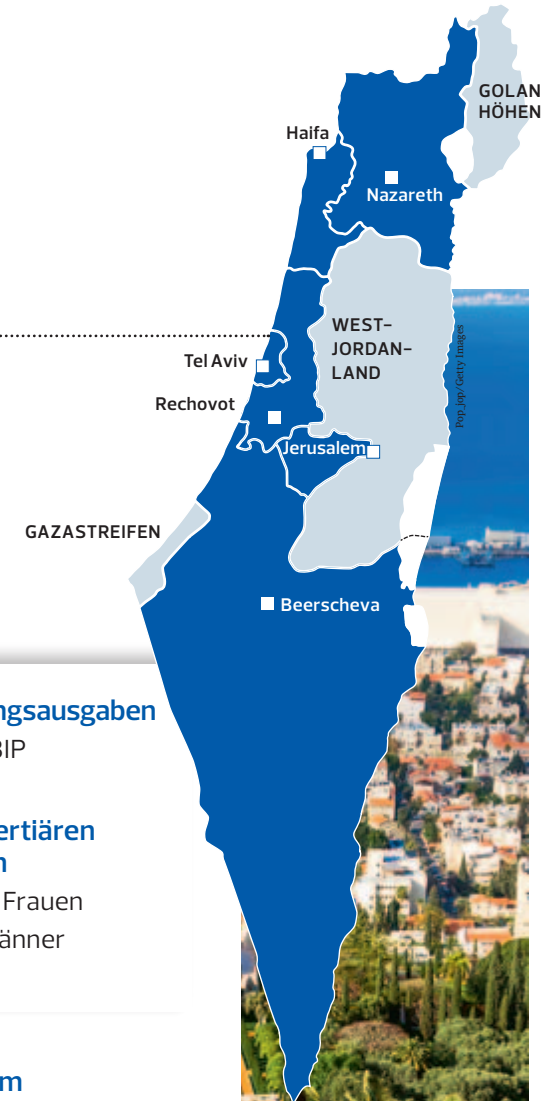 GOLAN
HÖHEN
Haifa
Nazareth
WEST-
JORDAN-
LAND
Pop_jop/Getty Images
Tel Aviv
Rechovot
Jerusalem
GAZASTREIFEN
Beerscheva
ngsausgaben
BIP
ertiären
n
Frauen
änner
m